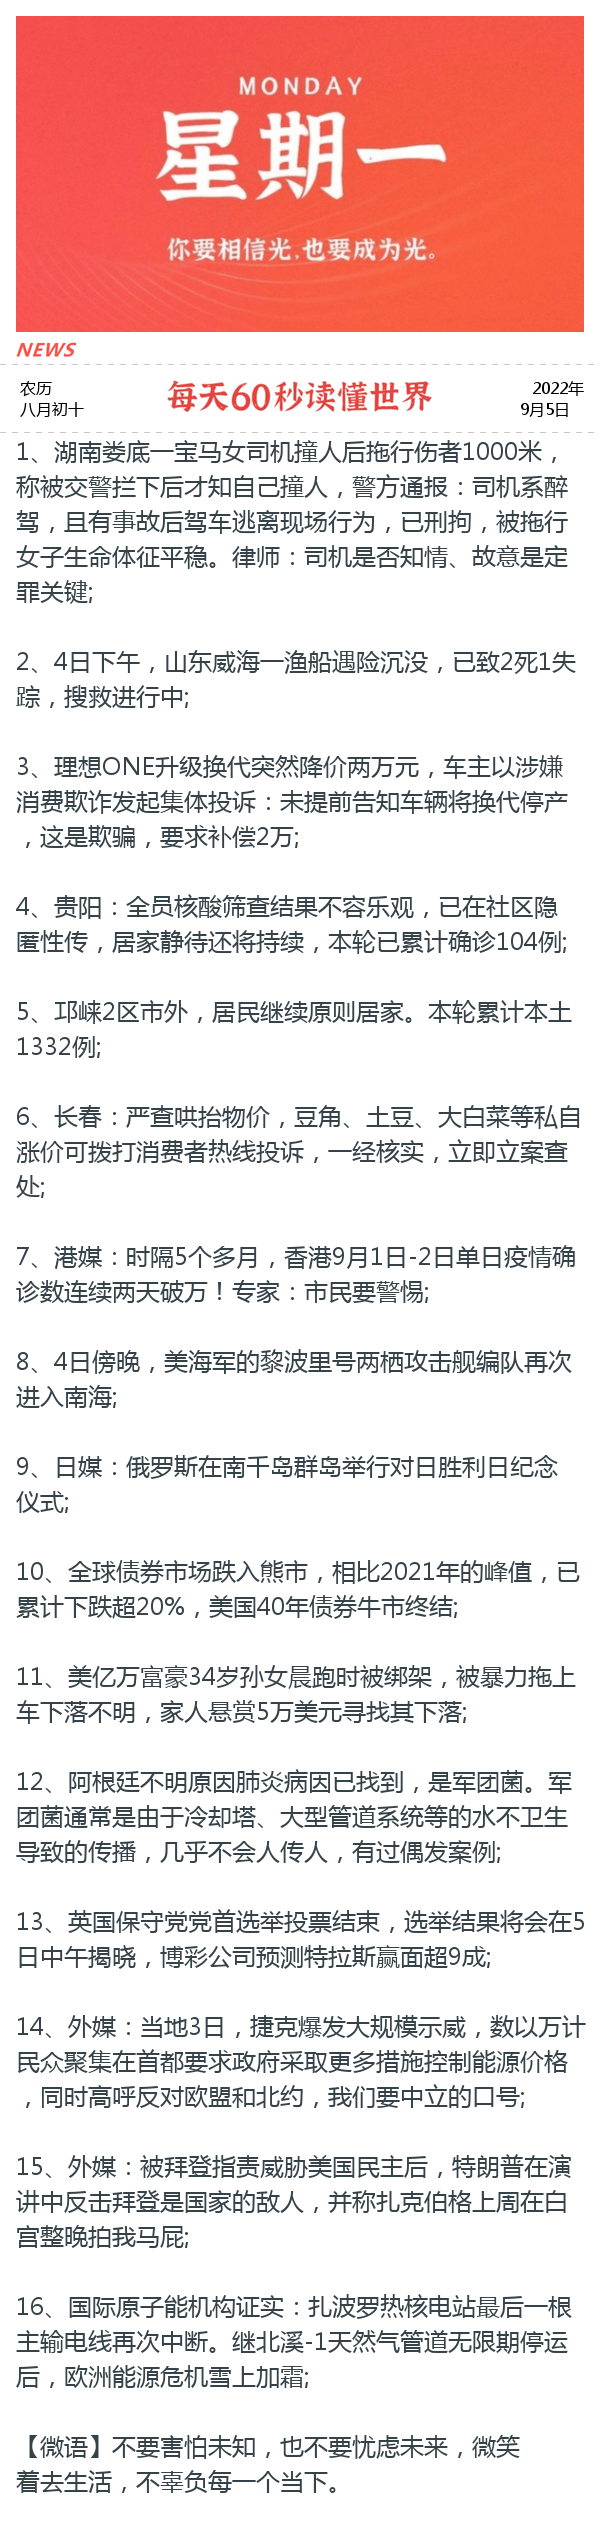 MONDAY
星期一
你要相信光,也要成为光。
NEWS
农历
八月初十
每天60秒读懂世界
2022年
9月5日
1、湖南娄底一宝马女司机撞人后拖行伤者1000米，
称被交警拦下后才知自己撞人，警方通报：司机系醉
驾，且有事故后驾车逃离现场行为，已刑拘，被拖行
女子生命体征平稳。律师：司机是否知情、故意是定
罪关键;
2、4日下午，山东威海一渔船遇险沉没，已致2死1失
踪，搜救进行中;
3、理想ONE升级换代突然降价两万元，车主以涉嫌
消费欺诈发起集体投诉：未提前告知车辆将换代停产
，这是欺骗，要求补偿2万;
4、贵阳：全员核酸筛查结果不容乐观，已在社区隐
匿性传，居家静待还将持续，本轮已累计确诊104例;
5、邛崃2区市外，居民继续原则居家。本轮累计本土
1332例;
6、长春：严查哄抬物价，豆角、土豆、大白菜等私自
涨价可拨打消费者热线投诉，一经核实，立即立案查
处;
7、港媒：时隔5个多月，香港9月1日-2日单日疫情确
诊数连续两天破万！专家：市民要警惕;
8、4日傍晚，美海军的黎波里号两栖攻击舰编队再次
进入南海;
9、日媒：俄罗斯在南千岛群岛举行对日胜利日纪念
仪式;
10、全球债券市场跌入熊市，相比2021年的峰值，已
累计下跌超20%，美国40年债券牛市终结;
11、美亿万富豪34岁孙女晨跑时被绑架，被暴力拖上
车下落不明，家人悬赏5万美元寻找其下落;
12、阿根廷不明原因肺炎病因已找到，是军团菌。军
团菌通常是由于冷却塔、大型管道系统等的水不卫生
导致的传播，几乎不会人传人，有过偶发案例;
13、英国保守党党首选举投票结束，选举结果将会在5
日中午揭晓，博彩公司预测特拉斯赢面超9成;
14、外媒：当地3日，捷克爆发大规模示威，数以万计
民众聚集在首都要求政府采取更多措施控制能源价格
，同时高呼反对欧盟和北约，我们要中立的口号;
15、外媒：被拜登指责威胁美国民主后，特朗普在演
讲中反击拜登是国家的敌人，并称扎克伯格上周在白
宫整晚拍我马屁;
16、国际原子能机构证实：扎波罗热核电站最后一根
主输电线再次中断。继北溪-1天然气管道无限期停运
后，欧洲能源危机雪上加霜;
【微语】不要害怕未知，也不要忧虑未来，微笑
着去生活，不辜负每一个当下。